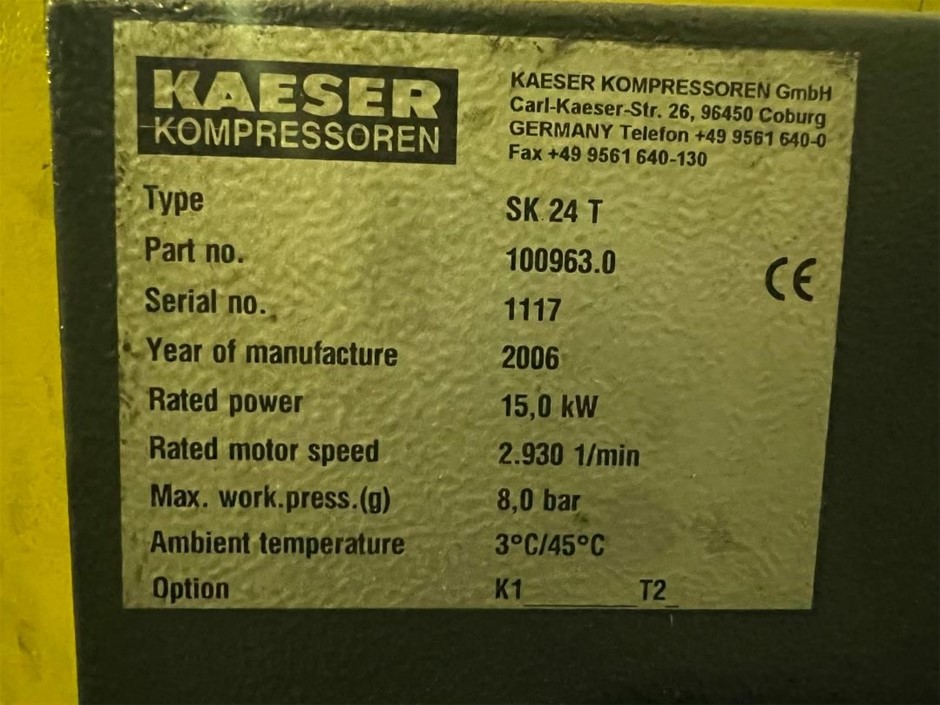 KAESER
KOMPRESSOREN
KAESER KOMPRESSOREN GmbH
Carl-Kaeser-Str. 26, 96450 Coburg
GERMANY Telefon +49 9561 640-0
Fax +49 9561 640-130
Type SK 24 T
Part no. 100963.0
Serial no. 1117
CE
Year of manufacture 2006
Rated power 15,0 kW
Rated motor speed 2.930 1/min
Max. work.press.(g) 8,0 bar
Ambient temperature 3°C/45°C
Option K1________T2_